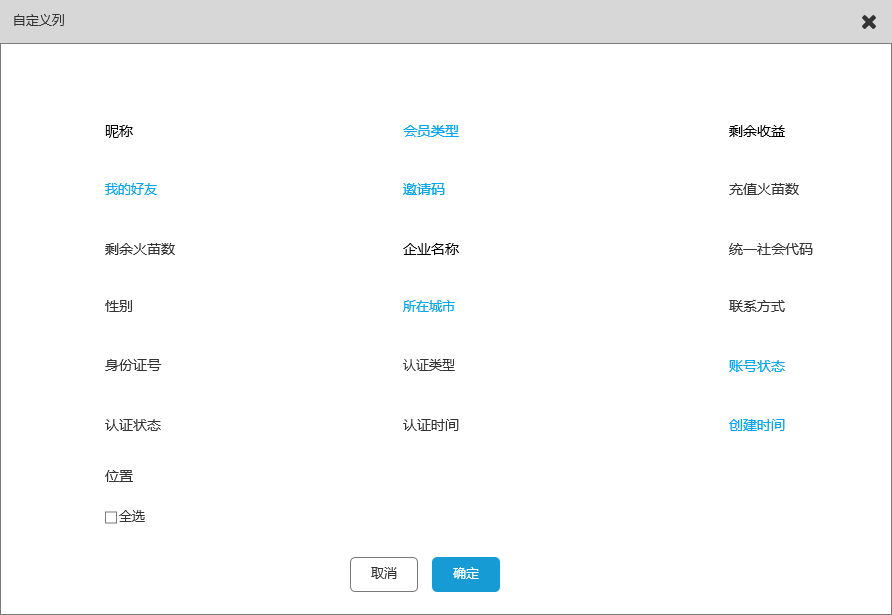 自定义列
昵称 会员类型 剩余收益
我的好友 邀请码 充值火苗数
剩余火苗数 企业名称 统一社会代码
性别 所在城市 联系方式
身份证号 认证类型 账号状态
认证状态 认证时间 创建时间
位置
全选
取消 确定